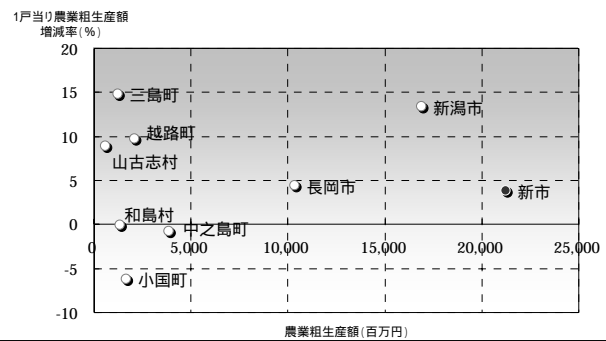 1戸当り農業粗生産額
増減率(%)
20
15
三島町
新潟市
10
越路町
山古志村
5
長岡市
新市
和島村
0
中之島町
0
5,000
10,000
15,000
20,000
25,000
-5
小国町
-10
農業粗生産額(百万円)